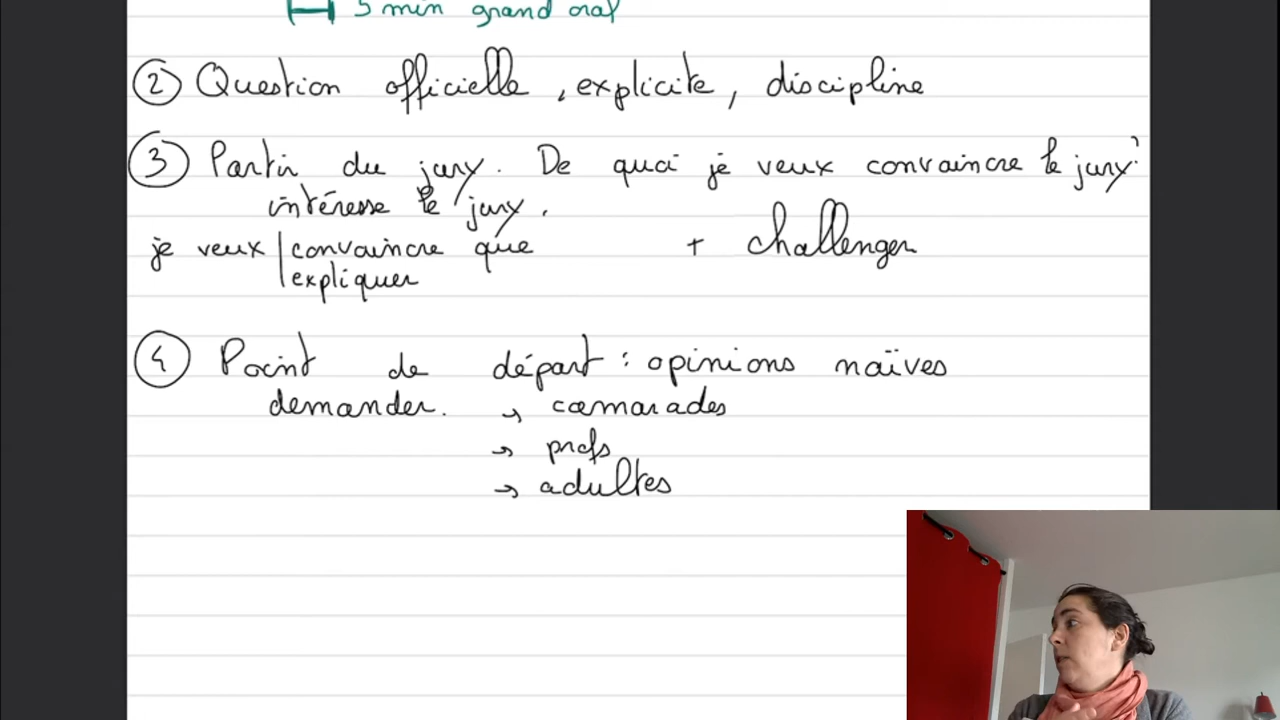 5 min grand oral
② Question officielle, explicite, discipline
③ Partir du jury. De quoi je veux convaincre le jury?
intéresse le jury.
je veux convaincre que + challenger
expliquer
④ Point de départ : opinions naïves
demander. → camarades
→ profs
→ adultes